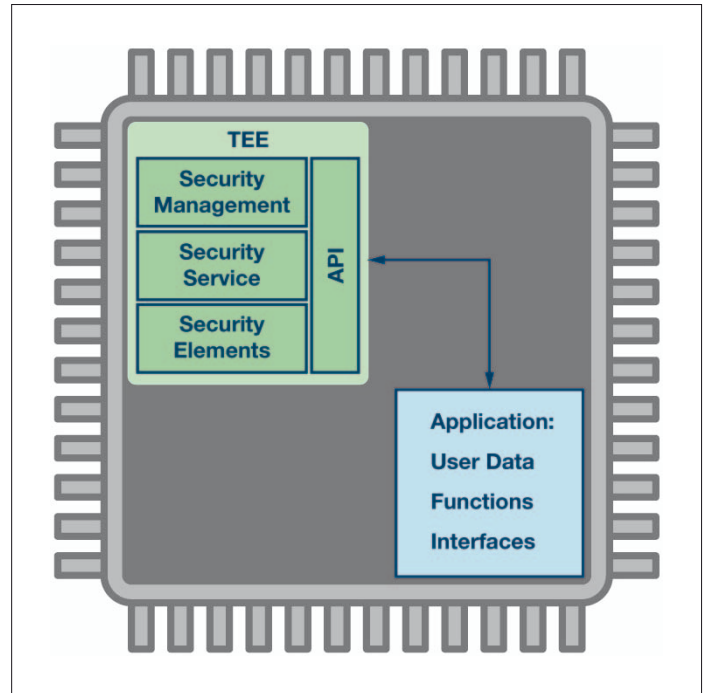 TEE
Security
Management
Security
Service
Security
Elements
API
Application:
User Data
Functions
Interfaces